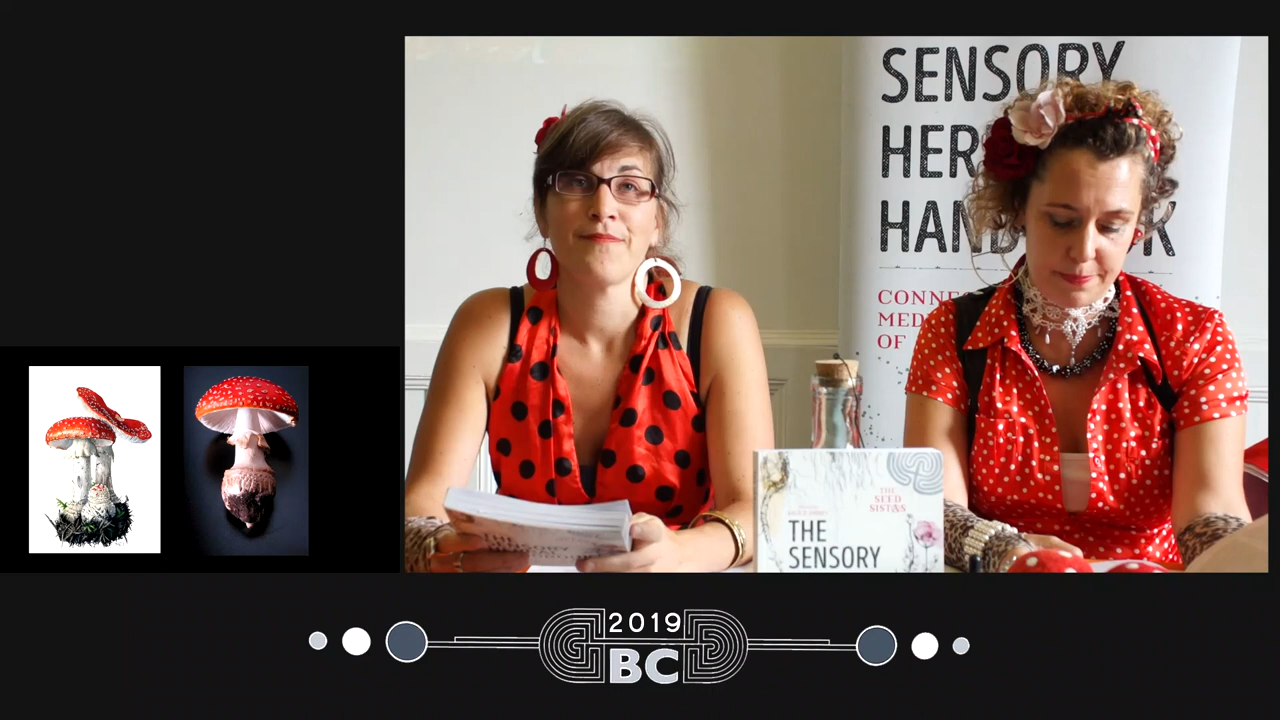 SENSORY
HER
HAND K
CONNE
MED
OF
THE
SEED
SISTAS
THE
SENSORY
2019
BC